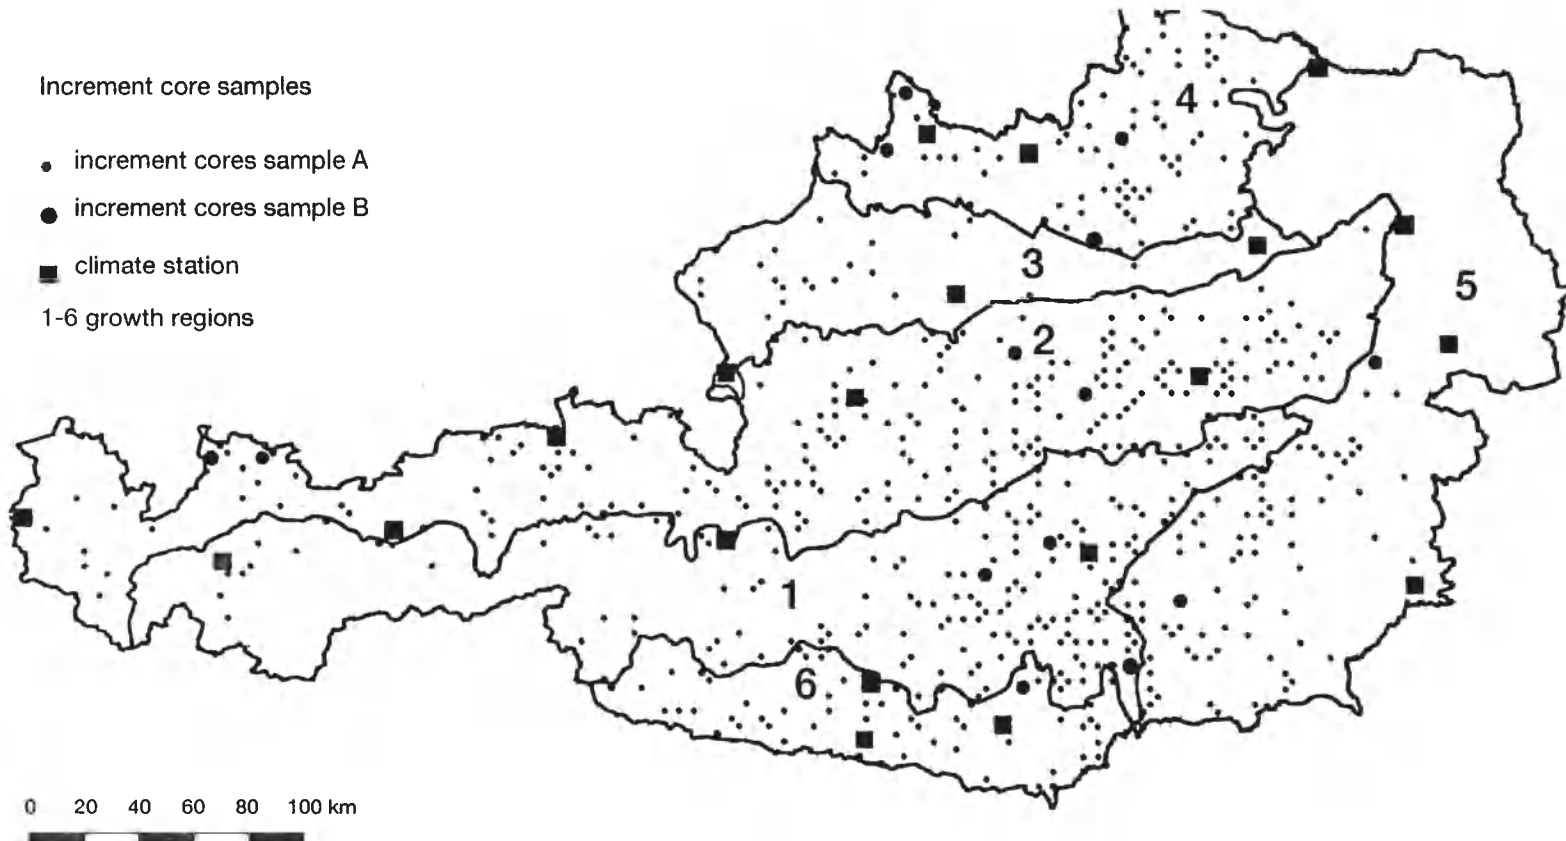 Increment core samples
increment cores sample A
increment cores sample B
climate station
1-6 growth regions
4
3
5
2
1
6
0 20 40 60 80 100 km